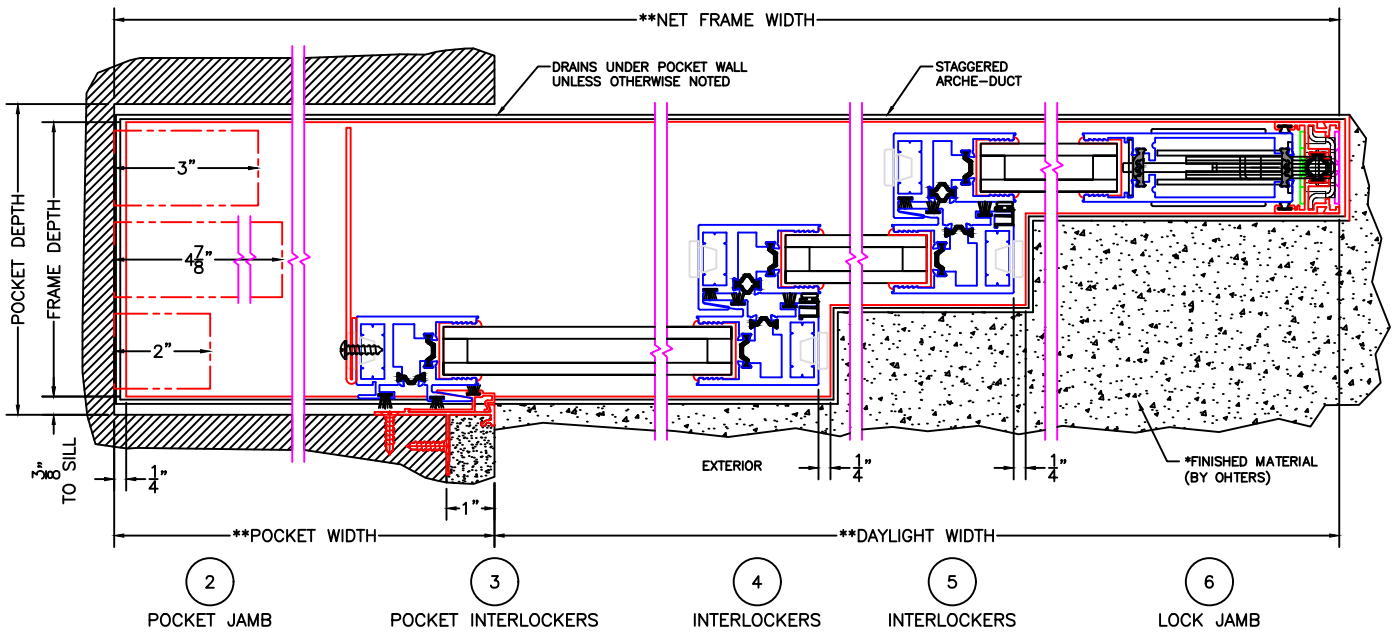 **NET FRAME WIDTH
DRAINS UNDER POCKET WALL
UNLESS OTHERWISE NOTED
STAGGERED
ARCHE-DUCT
POCKET DEPTH
FRAME DEPTH
3"
4 7/8"
2"
TO SILL
1/4"
1"
EXTERIOR
1/4"
1/4"
*FINISHED MATERIAL
(BY OHTERS)
**POCKET WIDTH
**DAYLIGHT WIDTH
2
POCKET JAMB
3
POCKET INTERLOCKERS
4
INTERLOCKERS
5
INTERLOCKERS
6
LOCK JAMB